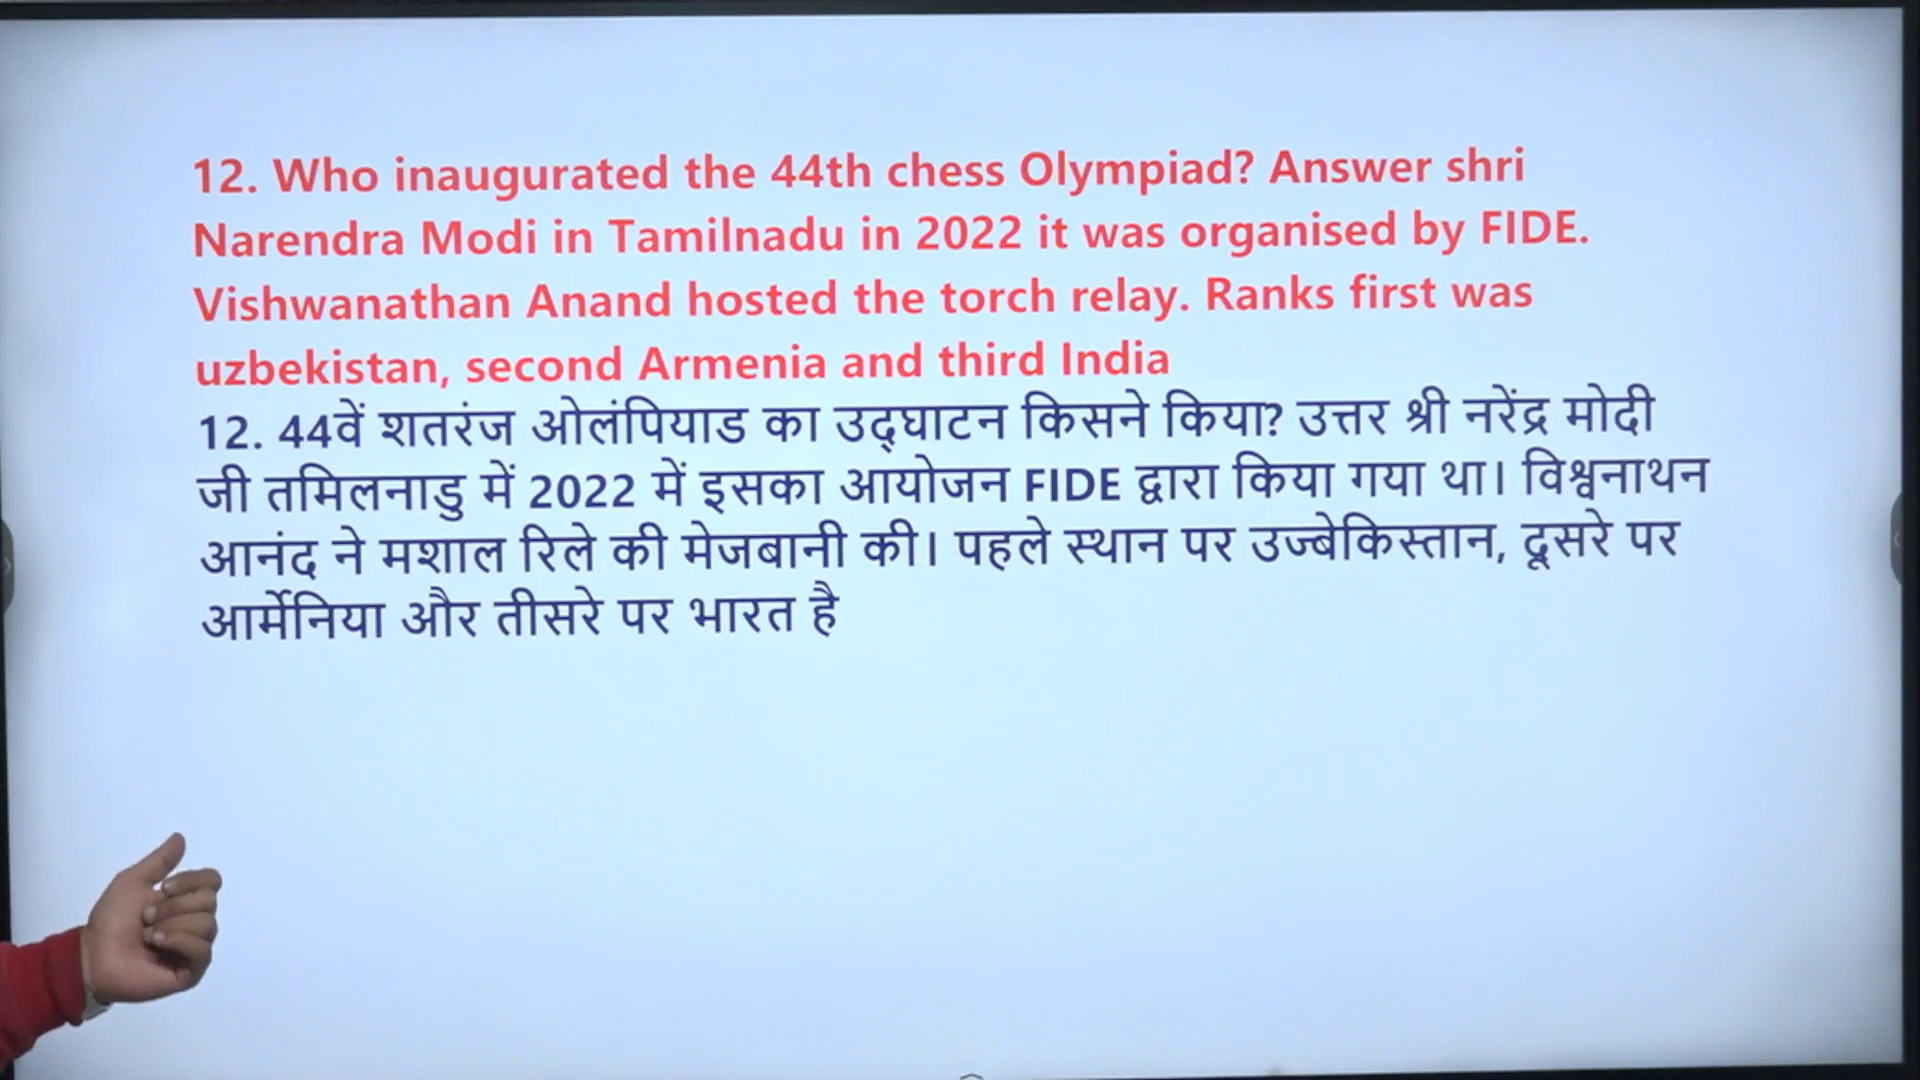 12. Who inaugurated the 44th chess Olympiad? Answer shri
Narendra Modi in Tamilnadu in 2022 it was organised by FIDE.
Vishwanathan Anand hosted the torch relay. Ranks first was
uzbekistan, second Armenia and third India
12. 44वें शतरंज ओलंपियाड का उद्घाटन किसने किया? उत्तर श्री नरेंद्र मोदी
जी तमिलनाडु में 2022 में इसका आयोजन FIDE द्वारा किया गया था। विश्वनाथन
आनंद ने मशाल रिले की मेजबानी की। पहले स्थान पर उज्बेकिस्तान, दूसरे पर
आर्मेनिया और तीसरे पर भारत है